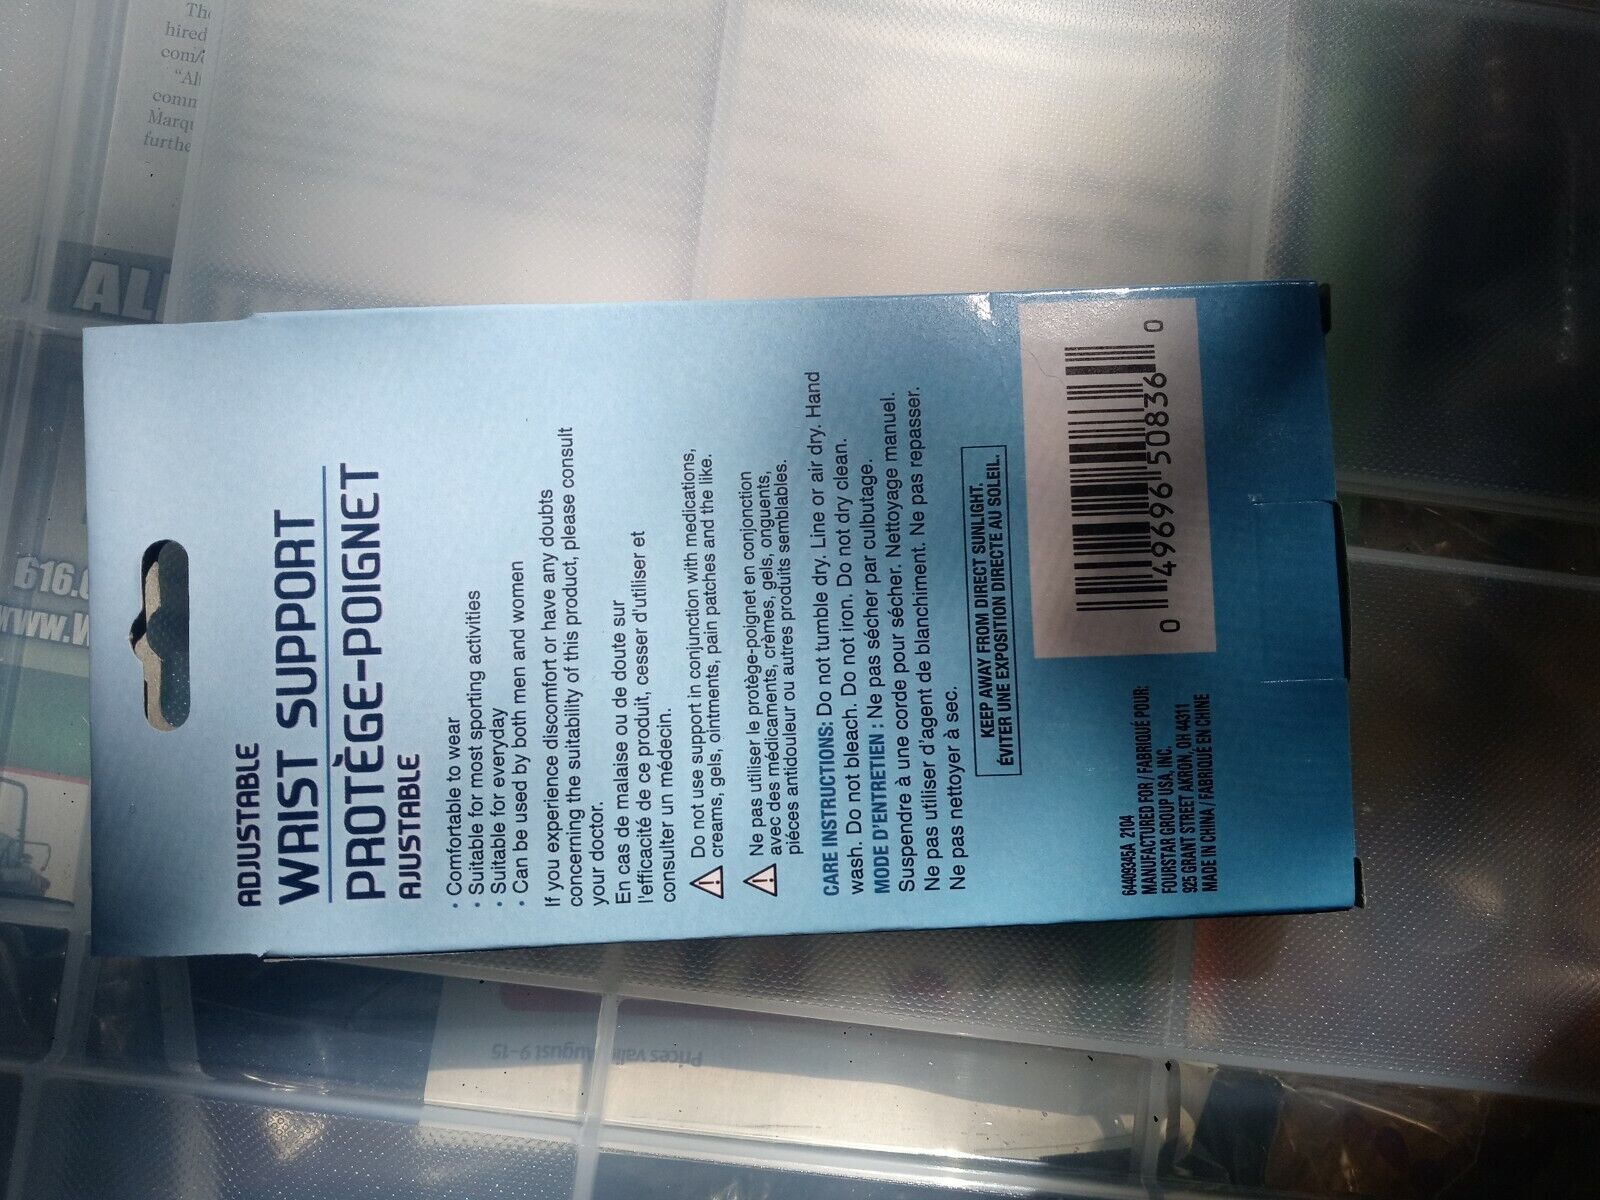 ADJUSTABLE
WRIST SUPPORT
PROTÈGE-POIGNET
AJUSTABLE
· Comfortable to wear
· Suitable for most sporting activities
· Suitable for everyday
· Can be used by both men and women
If you experience discomfort or have any doubts
concerning the suitability of this product, please consult
your doctor.
En cas de malaise ou de doute sur
l'efficacité de ce produit, cesser d'utiliser et
consulter un médecin.
Do not use support in conjunction with medications,
creams, gels, ointments, pain patches and the like.
Ne pas utiliser le protège-poignet en conjonction
avec des médicaments, crèmes, gels, onguents,
piéces antidouleur ou autres produits semblables.
CARE INSTRUCTIONS: Do not tumble dry. Line or air dry. Hand
wash. Do not bleach. Do not iron. Do not dry clean.
MODE D'ENTRETIEN : Ne pas sécher par culbutage.
Suspendre à une corde pour sécher. Nettoyage manuel.
Ne pas utiliser d'agent de blanchiment. Ne pas repasser.
Ne pas nettoyer à sec.
KEEP AWAY FROM DIRECT SUNLIGHT.
ÉVITER UNE EXPOSITION DIRECTE AU SOLEIL.
64409345A 2104
MANUFACTURED FOR / FABRIQUÉ POUR:
FOURSTAR GROUP USA, INC.
925 GRANT STREET AKRON, OH 44311
MADE IN CHINA / FABRIQUÉ EN CHINE
0 49696 50836 0
hired
"Al
Marqu
furthe
616.
WWW.
Prices August 9-15